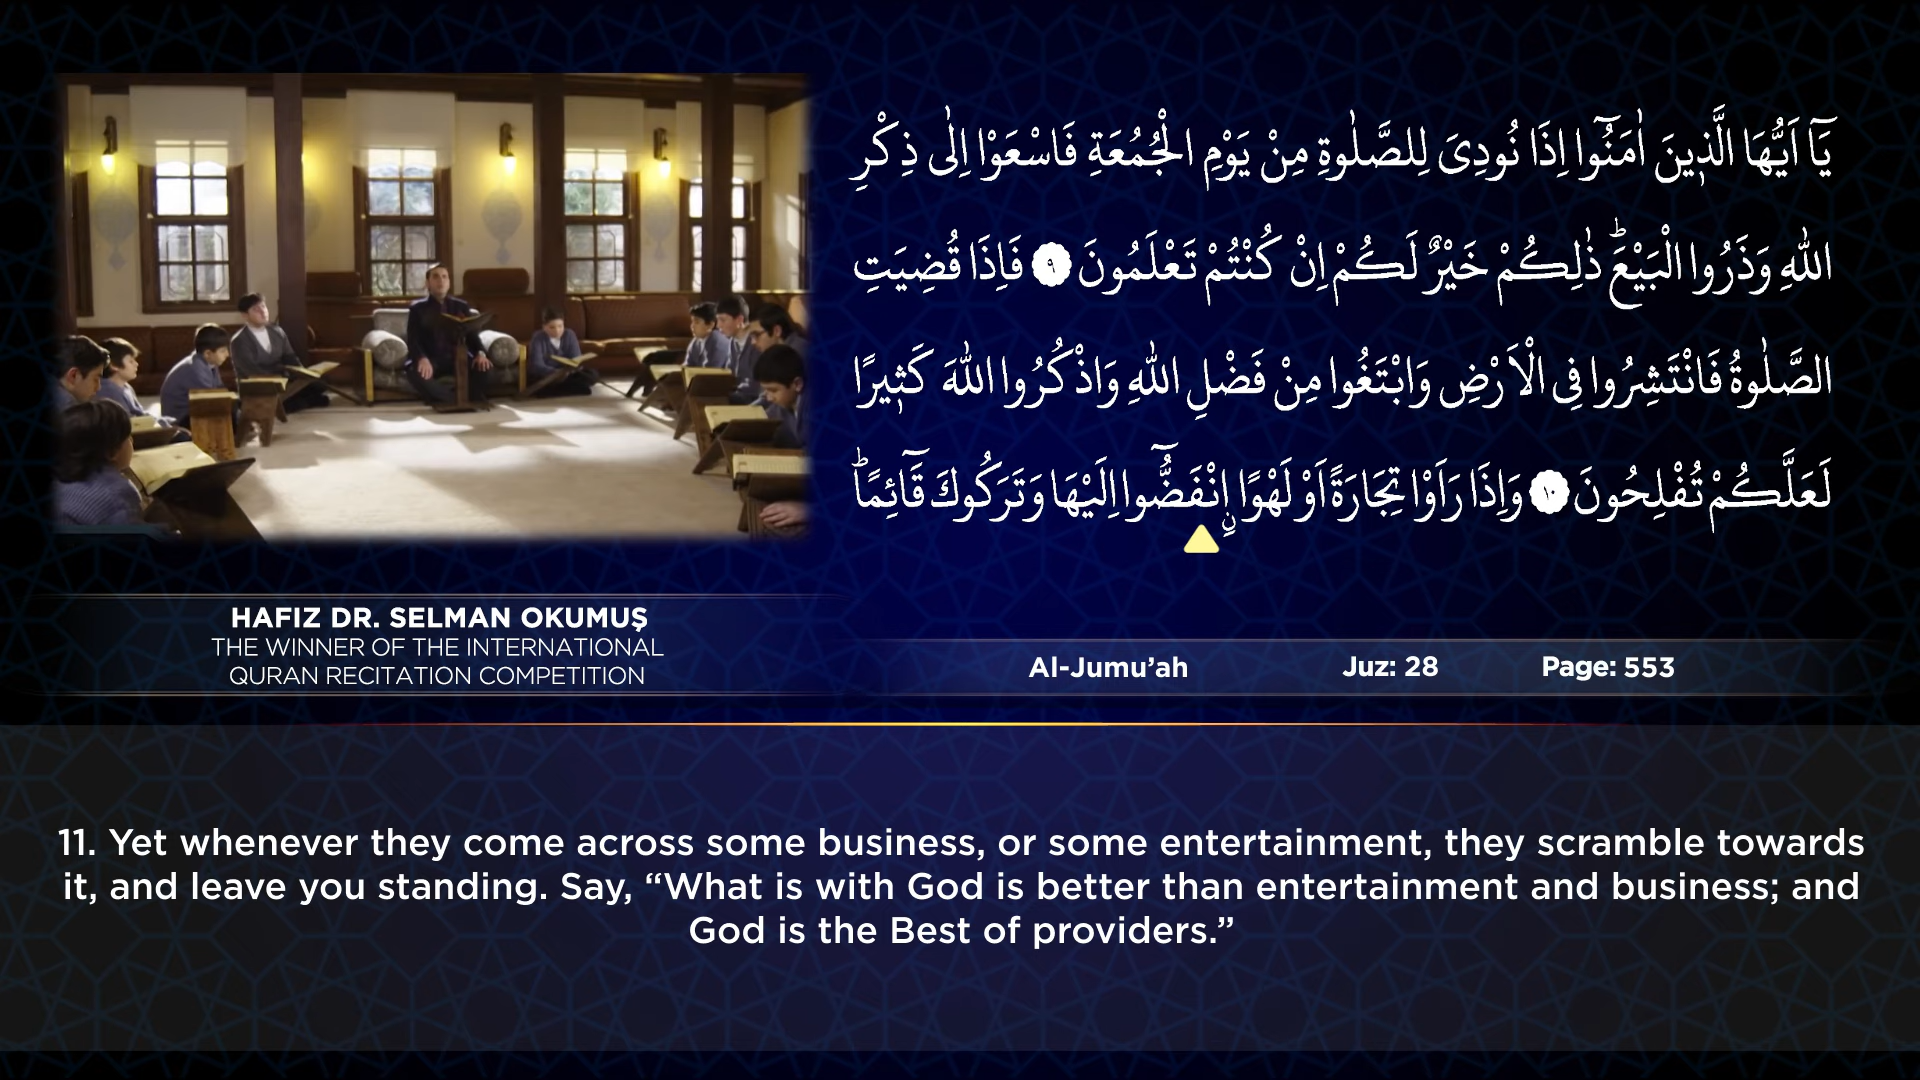 يَٓا اَيُّهَا الَّذ۪ينَ اٰمَنُٓوا اِذَا نُودِىَ لِلصَّلٰوةِ مِنْ يَوْمِ الْجُمُعَةِ فَاسْعَوْا اِلٰى ذِكْرِ
اللّٰهِ وَذَرُوا الْبَيْعَۜ ذٰلِكُمْ خَيْرٌ لَكُمْ اِنْ كُنْتُمْ تَعْلَمُونَ ٩ فَاِذَا قُضِيَتِ
الصَّلٰوةُ فَانْتَشِرُوا فِى الْاَرْضِ وَابْتَغُوا مِنْ فَضْلِ اللّٰهِ وَاذْكُرُوا اللّٰهَ كَث۪يرًا
لَعَلَّكُمْ تُفْلِحُونَ ١٠ وَاِذَا رَاَوْا تِجَارَةً اَوْ لَهْوًا ۨانْفَضُّٓوا اِلَيْهَا وَتَرَكُوكَ قَٓائِمًاۜ
HAFIZ DR. SELMAN OKUMUŞ
THE WINNER OF THE INTERNATIONAL
QURAN RECITATION COMPETITION
Al-Jumu’ah Juz: 28 Page: 553
11. Yet whenever they come across some business, or some entertainment, they scramble towards
it, and leave you standing. Say, “What is with God is better than entertainment and business; and
God is the Best of providers.”